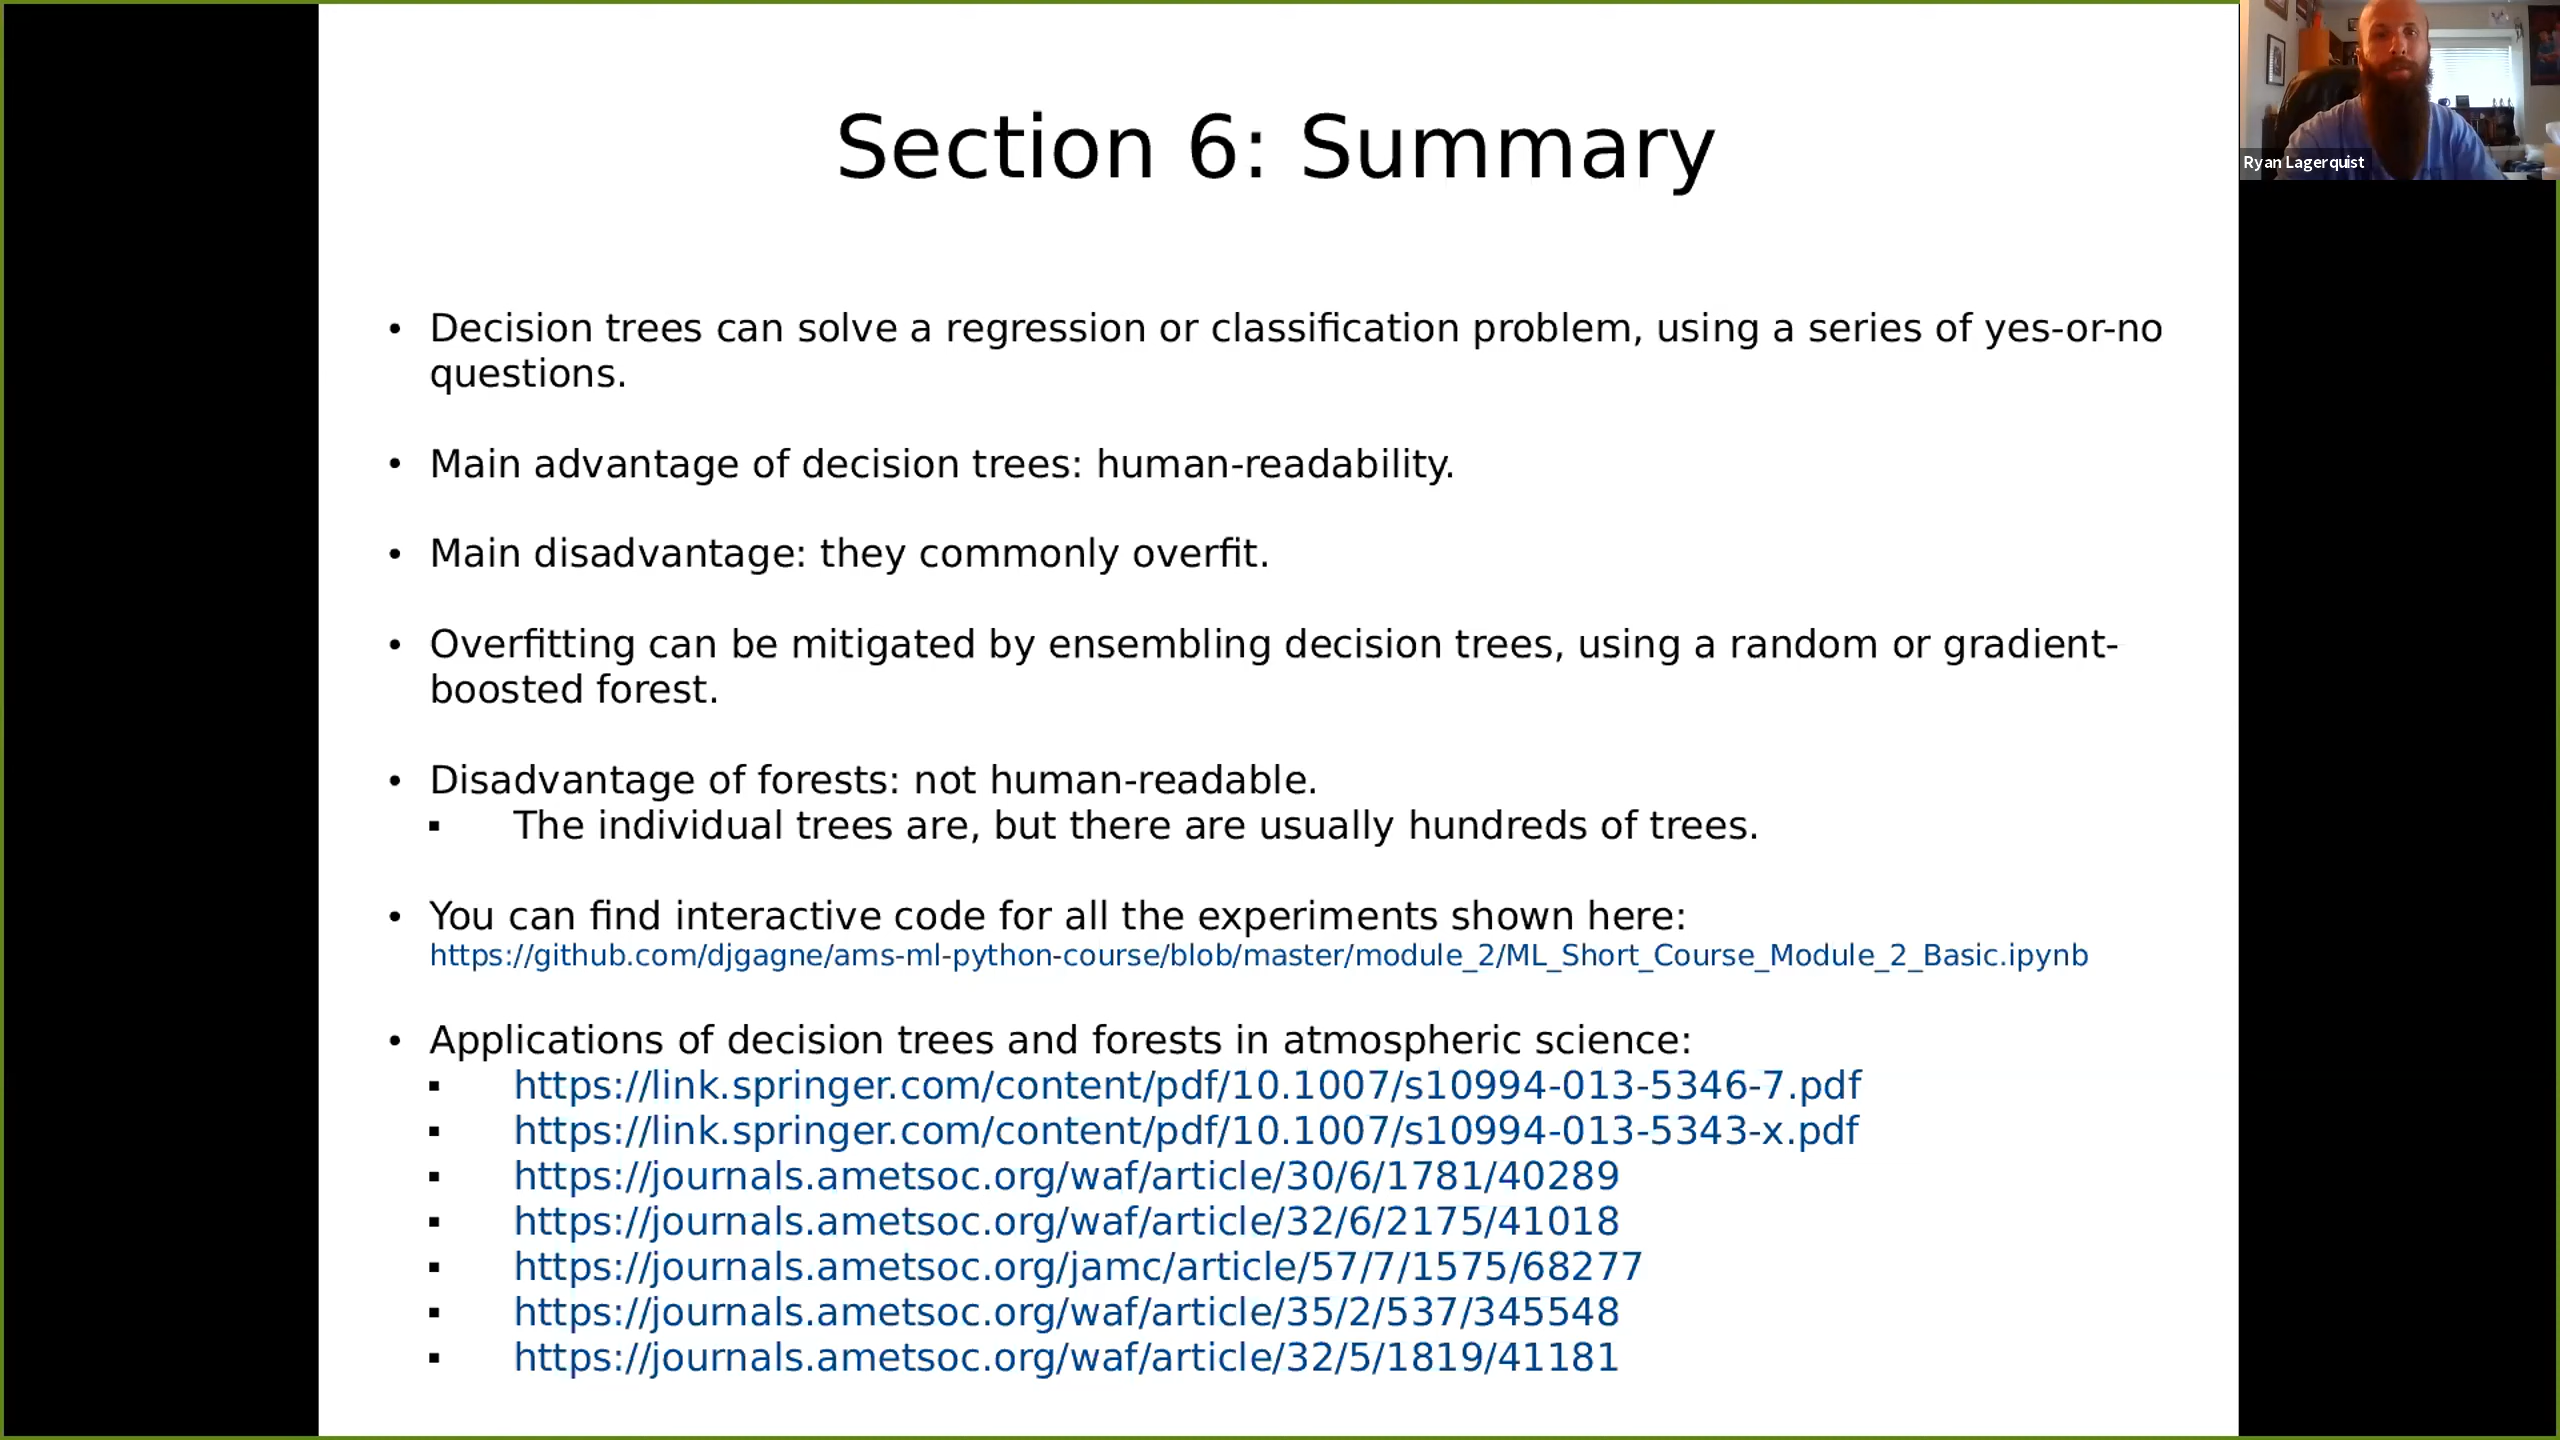 Section 6: Summary
Ryan Lagerquist
• Decision trees can solve a regression or classification problem, using a series of yes-or-no
questions.
• Main advantage of decision trees: human-readability.
• Main disadvantage: they commonly overfit.
• Overfitting can be mitigated by ensembling decision trees, using a random or gradient-
boosted forest.
• Disadvantage of forests: not human-readable.
▪ The individual trees are, but there are usually hundreds of trees.
• You can find interactive code for all the experiments shown here:
https://github.com/djgagne/ams-ml-python-course/blob/master/module_2/ML_Short_Course_Module_2_Basic.ipynb
• Applications of decision trees and forests in atmospheric science:
▪ https://link.springer.com/content/pdf/10.1007/s10994-013-5346-7.pdf
▪ https://link.springer.com/content/pdf/10.1007/s10994-013-5343-x.pdf
▪ https://journals.ametsoc.org/waf/article/30/6/1781/40289
▪ https://journals.ametsoc.org/waf/article/32/6/2175/41018
▪ https://journals.ametsoc.org/jamc/article/57/7/1575/68277
▪ https://journals.ametsoc.org/waf/article/35/2/537/345548
▪ https://journals.ametsoc.org/waf/article/32/5/1819/41181